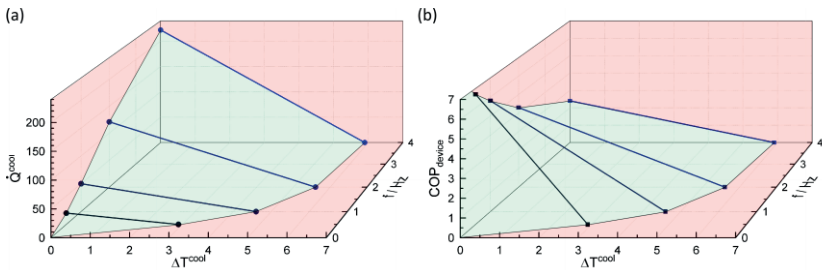 (a)
200
150
100
50
0
Q̇cool
0 1 2 3 4 5 6 7
ΔTcool
0 1 2 3 4
f / Hz
(b)
7
6
5
4
3
2
1
0
COPdevice
0 1 2 3 4 5 6 7
ΔTcool
0 1 2 3 4
f / Hz